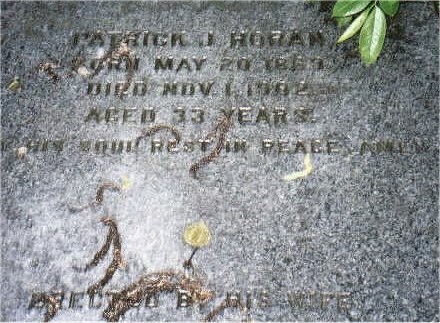 PATRICK J. HORAN,
BORN MAY 20, 1869,
DIED NOV. 1, 1902,
AGED 33 YEARS.
HIS SOUL REST IN PEACE, AMEN
ERECTED BY HIS WIFE